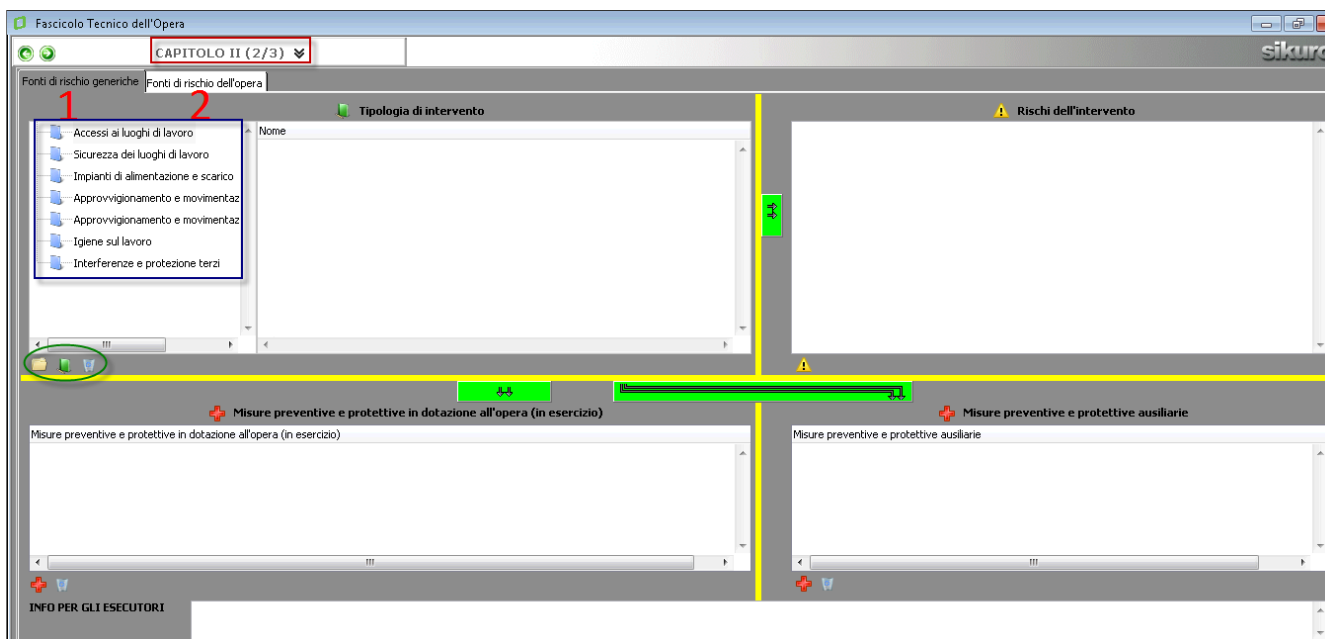 Fascicolo Tecnico dell'Opera
CAPITOLO II (2/3)
sikuro
Fonti di rischio generiche Fonti di rischio dell'opera
1 2
Tipologia di intervento
Rischi dell'intervento
Nome
Accessi ai luoghi di lavoro
Sicurezza dei luoghi di lavoro
Impianti di alimentazione e scarico
Approvvigionamento e movimentaz
Approvvigionamento e movimentaz
Igiene sul lavoro
Interferenze e protezione terzi
Misure preventive e protettive in dotazione all'opera (in esercizio)
Misure preventive e protettive ausiliarie
Misure preventive e protettive in dotazione all'opera (in esercizio)
Misure preventive e protettive ausiliarie
INFO PER GLI ESECUTORI